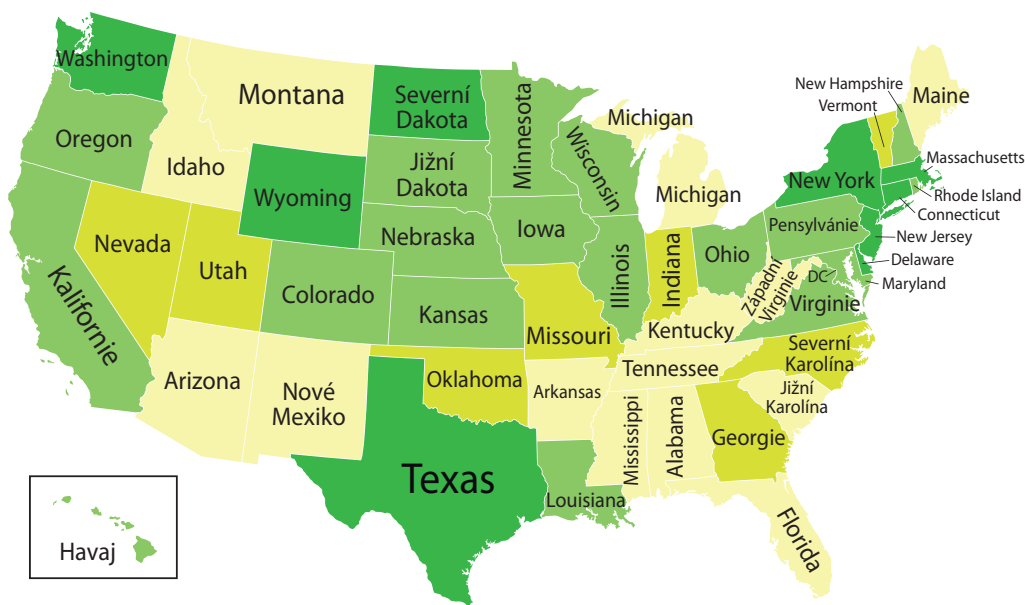 Washington
Oregon
Kalifornie
Nevada
Idaho
Montana
Wyoming
Utah
Arizona
Colorado
Nové
Mexiko
Severní
Dakota
Jižní
Dakota
Nebraska
Kansas
Oklahoma
Texas
Minnesota
Iowa
Missouri
Arkansas
Louisiana
Wisconsin
Illinois
Michigan
Michigan
Indiana
Ohio
Kentucky
Tennessee
Mississippi
Alabama
Georgie
Florida
Jižní
Karolína
Severní
Karolína
Virginie
Západní
Virginie
DC
Pensylvánie
New York
New Hampshire
Vermont
Maine
Massachusetts
Rhode Island
Connecticut
New Jersey
Delaware
Maryland
Havaj